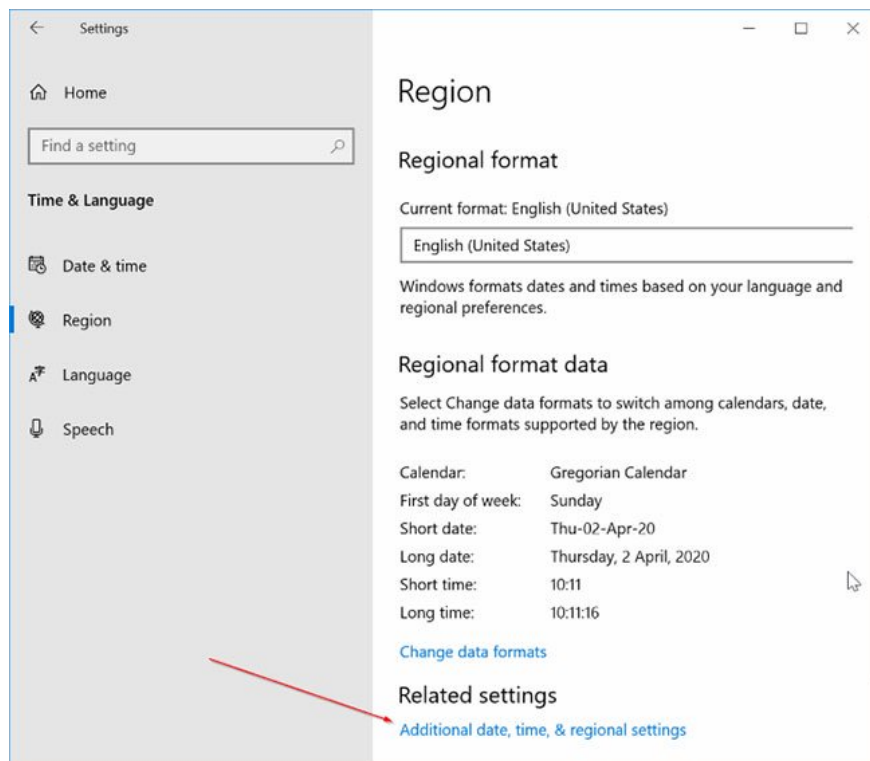 Settings
Home
Find a setting
Time & Language
Date & time
Region
Language
Speech
Region
Regional format
Current format: English (United States)
English (United States)
Windows formats dates and times based on your language and
regional preferences.
Regional format data
Select Change data formats to switch among calendars, date,
and time formats supported by the region.
Calendar: Gregorian Calendar
First day of week: Sunday
Short date: Thu-02-Apr-20
Long date: Thursday, 2 April, 2020
Short time: 10:11
Long time: 10:11:16
Change data formats
Related settings
Additional date, time, & regional settings